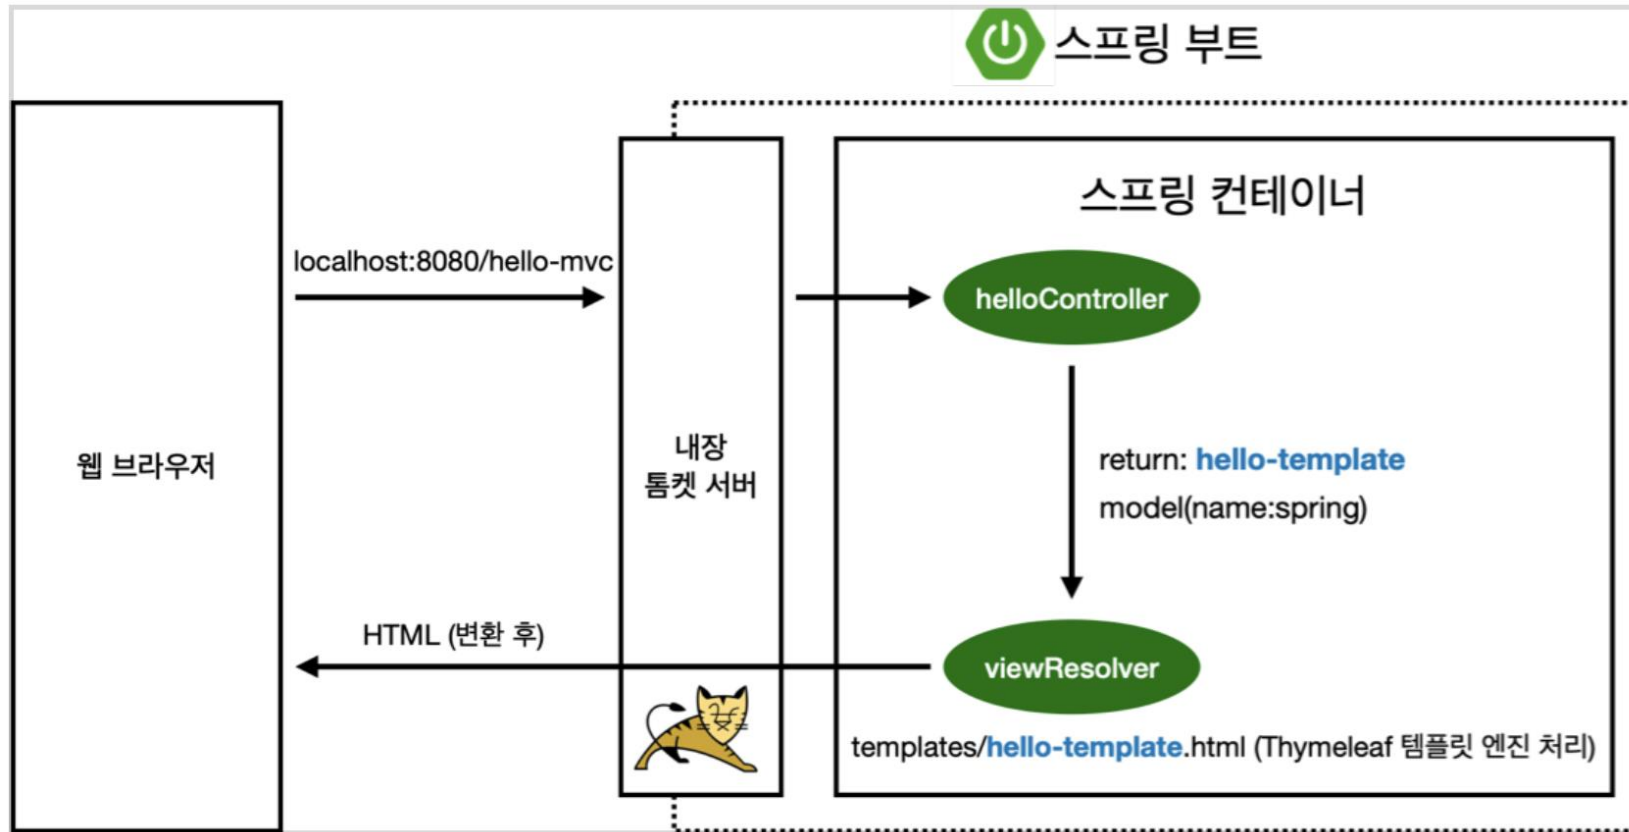 스프링 부트
스프링 컨테이너
localhost:8080/hello-mvc
helloController
웹 브라우저
내장
톰켓 서버
return: hello-template
model(name:spring)
HTML (변환 후)
viewResolver
templates/hello-template.html (Thymeleaf 템플릿 엔진 처리)